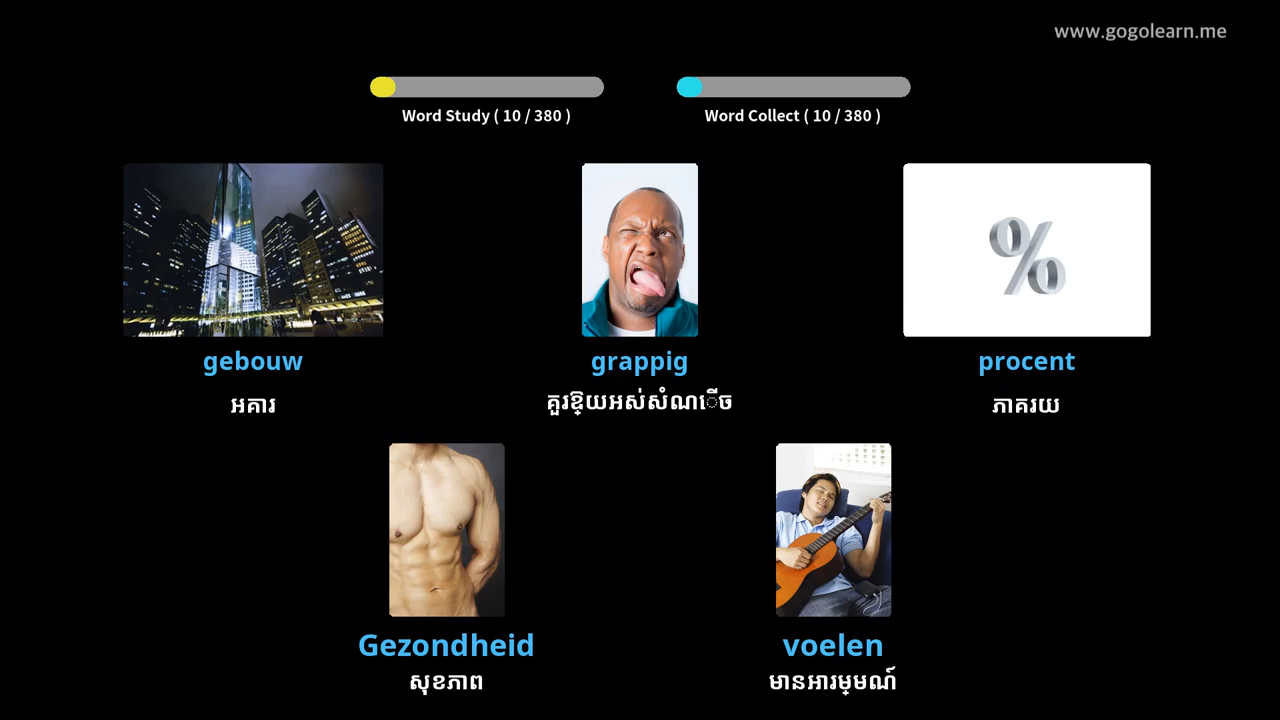 www.gogolearn.me
Word Study ( 10 / 380 )
Word Collect ( 10 / 380 )
gebouw
grappig
procent
អគារ
គួរឱ្យអស់សំណើច
ភាគរយ
%
Gezondheid
voelen
សុខភាព
មានអារម្មណ៍